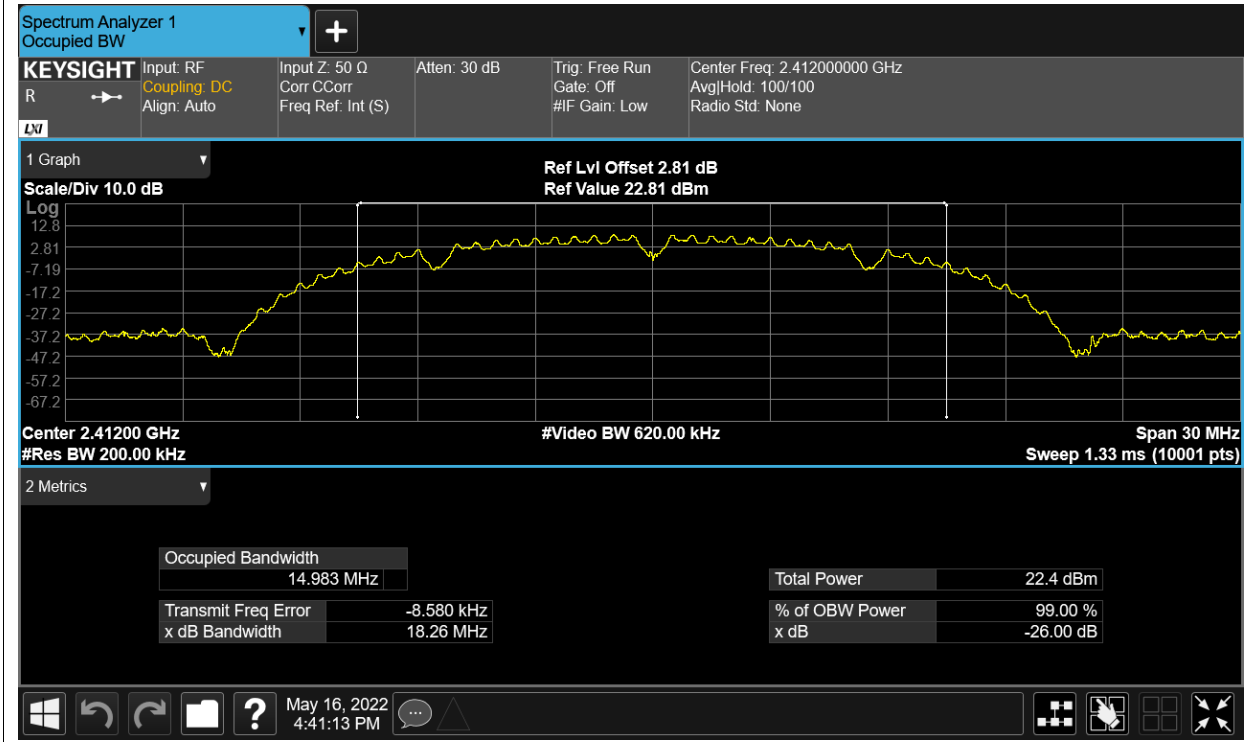 Spectrum Analyzer 1
Occupied BW
KEYSIGHT
R
LXI
Input: RF
Coupling: DC
Align: Auto
Input Z: 50 Ω
Corr CCorr
Freq Ref: Int (S)
Atten: 30 dB
Trig: Free Run
Gate: Off
#IF Gain: Low
Center Freq: 2.412000000 GHz
Avg|Hold: 100/100
Radio Std: None
1 Graph
Scale/Div 10.0 dB
Ref Lvl Offset 2.81 dB
Ref Value 22.81 dBm
Log
12.8
2.81
-7.19
-17.2
-27.2
-37.2
-47.2
-57.2
-67.2
Center 2.41200 GHz
#Video BW 620.00 kHz
Span 30 MHz
#Res BW 200.00 kHz
Sweep 1.33 ms (10001 pts)
2 Metrics
Occupied Bandwidth
14.983 MHz
Total Power 22.4 dBm
Transmit Freq Error -8.580 kHz
% of OBW Power 99.00 %
x dB Bandwidth 18.26 MHz
x dB -26.00 dB
?
May 16, 2022
4:41:13 PM